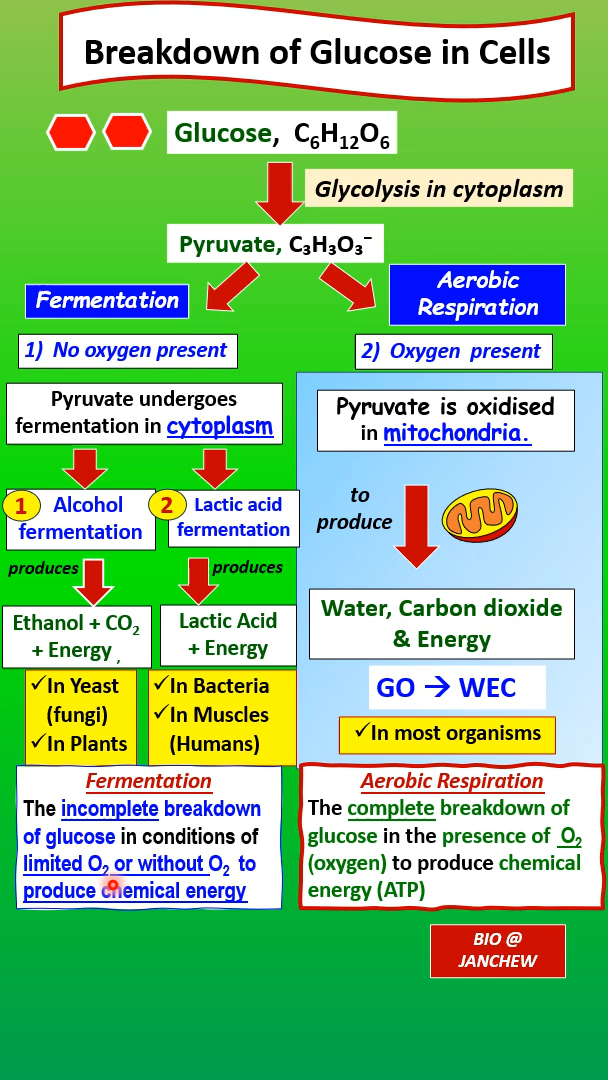 Breakdown of Glucose in Cells
Glucose, C₆H₁₂O₆
Glycolysis in cytoplasm
Pyruvate, C₃H₃O₃⁻
Fermentation
1) No oxygen present
Pyruvate undergoes
fermentation in cytoplasm
1 Alcohol
fermentation
2 Lactic acid
fermentation
produces
produces
Ethanol + CO₂
+ Energy ,
Lactic Acid
+ Energy
✓In Yeast
(fungi)
✓In Plants
✓In Bacteria
✓In Muscles
(Humans)
Fermentation
The incomplete breakdown
of glucose in conditions of
limited O₂ or without O₂ to
produce chemical energy
Aerobic
Respiration
2) Oxygen present
Pyruvate is oxidised
in mitochondria.
to
produce
Water, Carbon dioxide
& Energy
GO → WEC
✓In most organisms
Aerobic Respiration
The complete breakdown of
glucose in the presence of O₂
(oxygen) to produce chemical
energy (ATP)
BIO @
JANCHEW